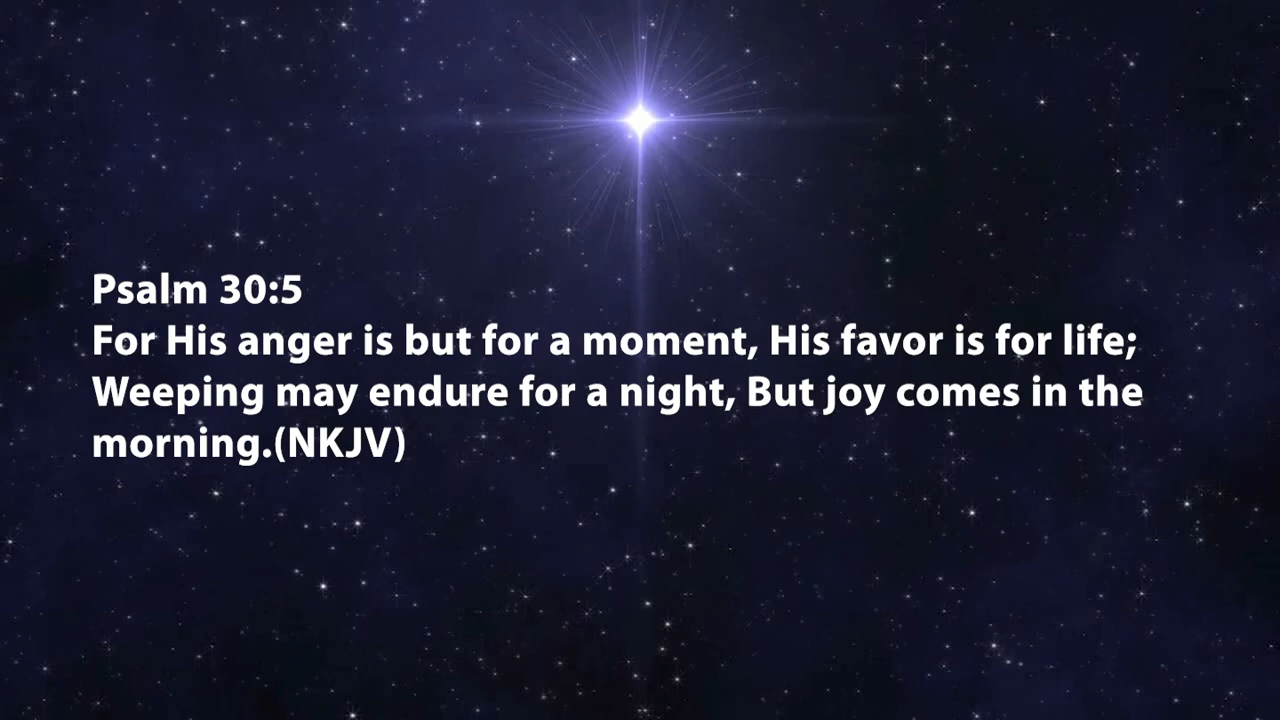 Psalm 30:5
For His anger is but for a moment, His favor is for life;
Weeping may endure for a night, But joy comes in the
morning.(NKJV)